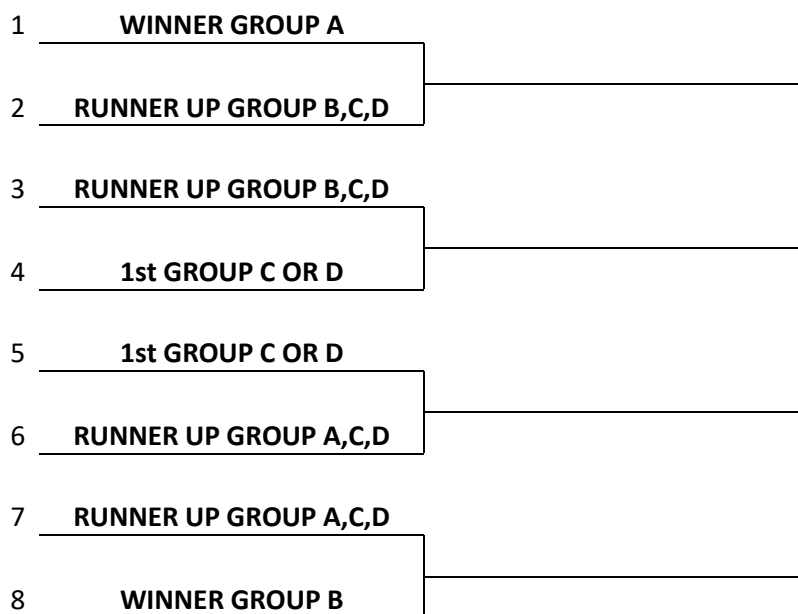 1 WINNER GROUP A
2 RUNNER UP GROUP B,C,D
3 RUNNER UP GROUP B,C,D
4 1st GROUP C OR D
5 1st GROUP C OR D
6 RUNNER UP GROUP A,C,D
7 RUNNER UP GROUP A,C,D
8 WINNER GROUP B